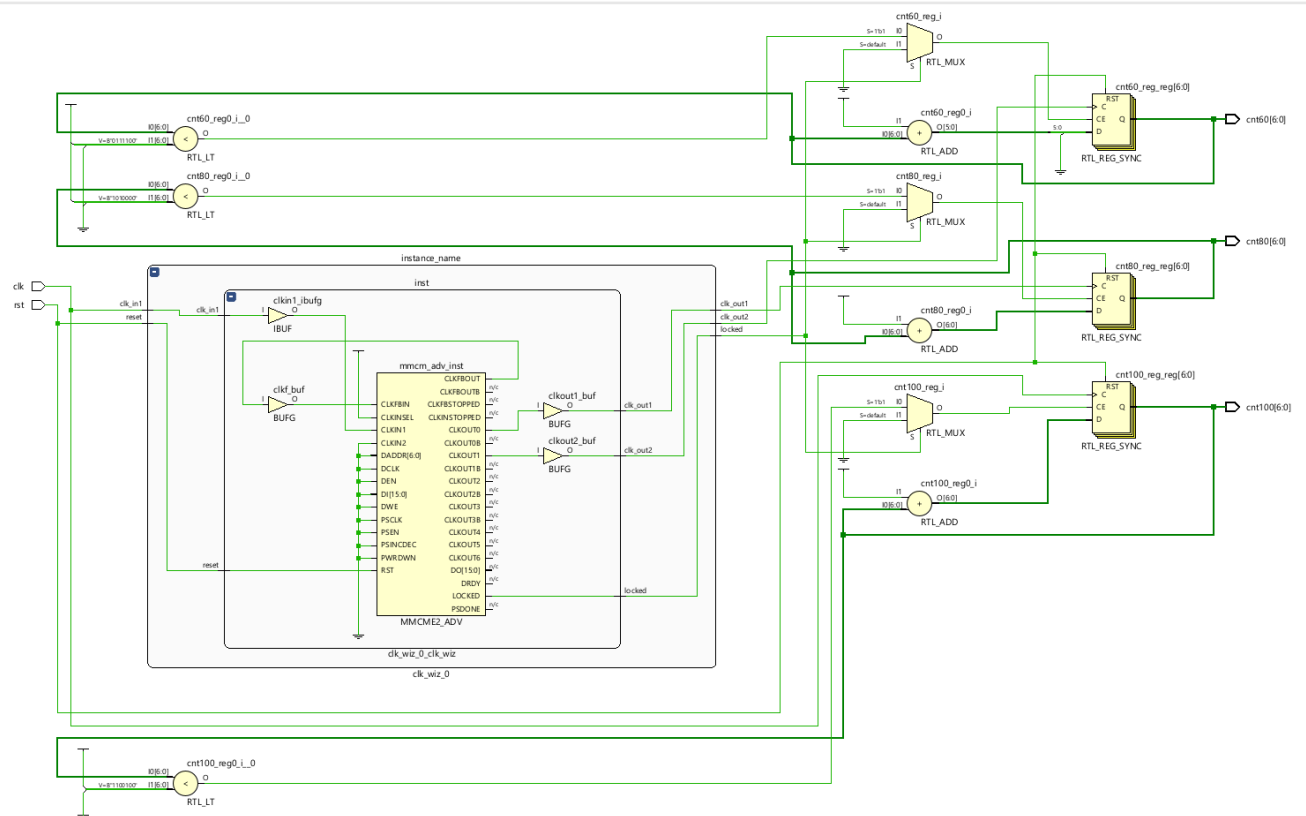 cnt60_reg_i
S=1'b1 I0 O
S=default I1
S RTL_MUX
cnt60_reg_reg[6:0]
RST
C
CE Q
D
5:0
RTL_REG_SYNC
cnt60[6:0]
cnt60_reg0_i__0
I0[6:0] O
V=B"0111100" I1[6:0] <
RTL_LT
cnt60_reg0_i
I1 O[5:0]
I0[6:0] +
RTL_ADD
cnt80_reg0_i__0
I0[6:0] O
V=B"1010000" I1[6:0] <
RTL_LT
cnt80_reg_i
S=1'b1 I0 O
S=default I1
S RTL_MUX
cnt80[6:0]
cnt80_reg_reg[6:0]
RST
C
CE Q
D
RTL_REG_SYNC
cnt80_reg0_i
I1 O[6:0]
I0[6:0] +
RTL_ADD
clk
rst
instance_name
inst
clk_in1 clk_in1
reset
clkin1_ibufg
I O
IBUF
clk_out1
clk_out2
locked
mmcm_adv_inst
CLKFBOUT
CLKFBOUTB n/c
CLKFBIN CLKFBSTOPPED n/c
CLKINSEL CLKINSTOPPED n/c
CLKIN1 CLKOUT0
CLKIN2 CLKOUT0B n/c
DADDR[6:0] CLKOUT1
DCLK CLKOUT1B n/c
DEN CLKOUT2 n/c
DI[15:0] CLKOUT2B n/c
DWE CLKOUT3 n/c
PSCLK CLKOUT3B n/c
PSEN CLKOUT4 n/c
PSINCDEC CLKOUT5 n/c
PWRDWN CLKOUT6 n/c
RST DO[15:0] n/c
DRDY n/c
LOCKED
PSDONE n/c
MMCME2_ADV
clkf_buf
I O
BUFG
clkout1_buf
I O
BUFG
clk_out1
clkout2_buf
I O
BUFG
clk_out2
reset
locked
clk_wiz_0_clk_wiz
clk_wiz_0
cnt100_reg_i
S=1'b1 I0 O
S=default I1
S RTL_MUX
cnt100_reg_reg[6:0]
RST
C
CE Q
D
RTL_REG_SYNC
cnt100[6:0]
cnt100_reg0_i
I1 O[6:0]
I0[6:0] +
RTL_ADD
cnt100_reg0_i__0
I0[6:0] O
V=B"1100100" I1[6:0] <
RTL_LT